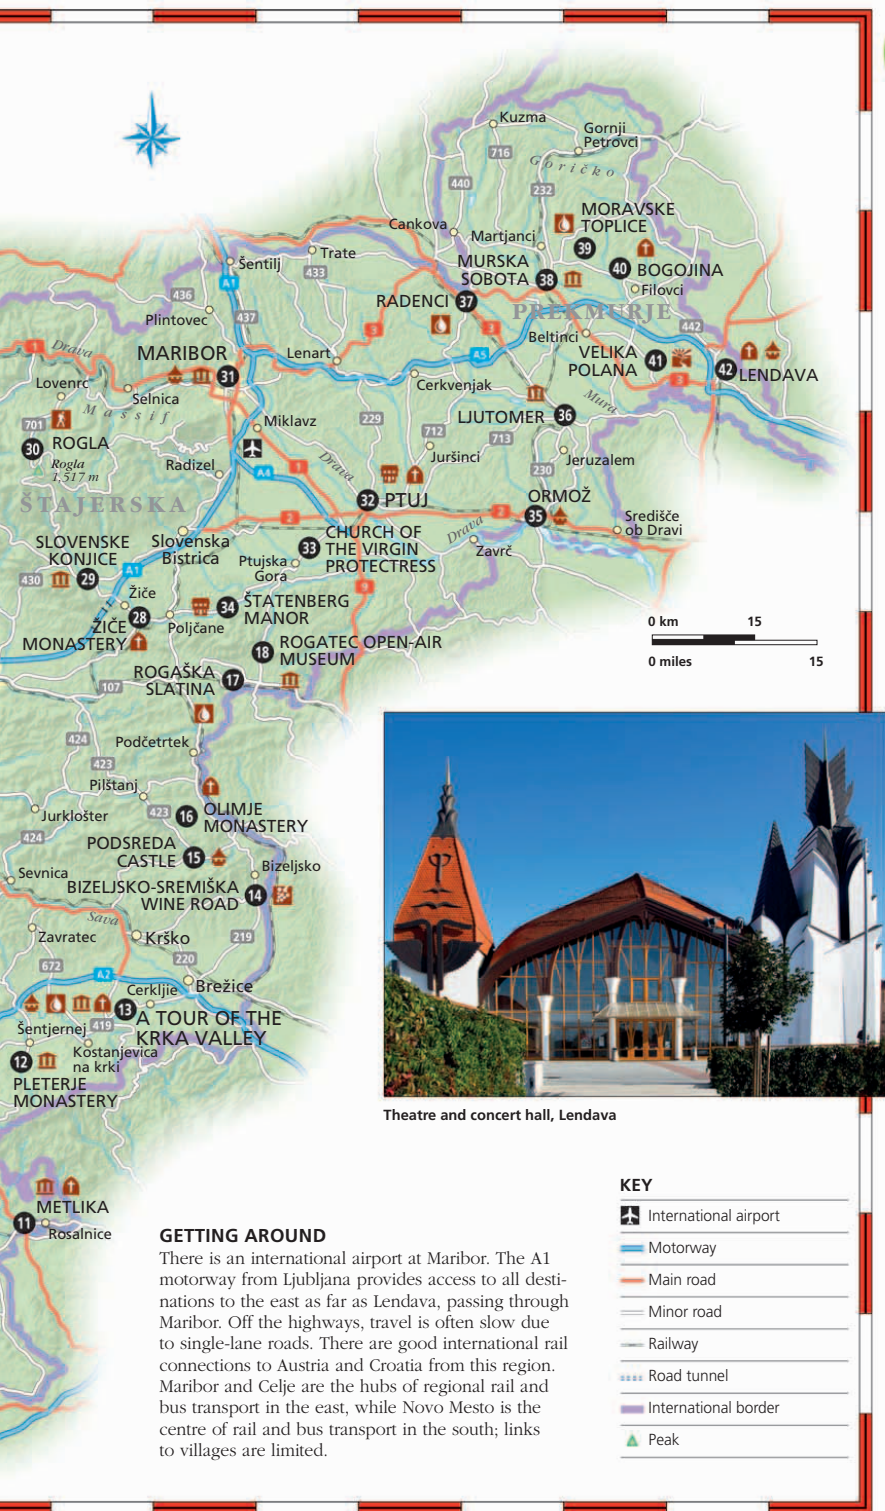 Kuzma
Gornji
Petrovci
716
Goričko
440
232
MORAVSKE
TOPLICE
Cankova
Martjanci
39
MURSKA
SOBOTA
38
40
BOGOJINA
Filovci
Šentilj
Trate
433
A1
436
437
Plintovec
RADENCI
37
PREKMURJE
3
3
442
Beltinci
VELIKA
POLANA
41
A5
1
Drava
MARIBOR
31
Lenart
42
LENDAVA
3
Lovenrc
Selnica
Cerkvenjak
Mura
Massif
LJUTOMER
36
701
Miklavz
229
712
713
30
ROGLA
Rogla
1,517 m
Radizel
1
A4
Drava
Juršinci
Jeruzalem
230
ŠTAJERSKA
32
PTUJ
ORMOŽ
35
2
2
Središče
ob Dravi
SLOVENSKE
KONJICE
Slovenska
Bistrica
33
CHURCH OF
THE VIRGIN
PROTECTRESS
Drava
Zavrč
Ptujska
Gora
430
29
A1
9
Žiče
28
ŽIČE
MONASTERY
Poljčane
34
ŠTATENBERG
MANOR
0 km
15
0 miles
15
18
ROGATEC OPEN-AIR
MUSEUM
ROGAŠKA
SLATINA
17
107
424
Podčetrtek
423
Pilštanj
Jurklošter
423
16
OLIMJE
MONASTERY
424
PODSREDA
CASTLE
15
Sevnica
Bizeljsko
BIZELJSKO-SREMIŠKA
WINE ROAD
14
Sava
Zavratec
Krško
219
672
220
A2
Cerkljie
Brežice
13
A TOUR OF THE
KRKA VALLEY
Šentjernej
419
Kostanjevica
na krki
12
PLETERJE
MONASTERY
Theatre and concert hall, Lendava
METLIKA
11
Rosalnice
GETTING AROUND
There is an international airport at Maribor. The A1
motorway from Ljubljana provides access to all desti-
nations to the east as far as Lendava, passing through
Maribor. Off the highways, travel is often slow due
to single-lane roads. There are good international rail
connections to Austria and Croatia from this region.
Maribor and Celje are the hubs of regional rail and
bus transport in the east, while Novo Mesto is the
centre of rail and bus transport in the south; links
to villages are limited.
KEY
International airport
Motorway
Main road
Minor road
Railway
Road tunnel
International border
Peak